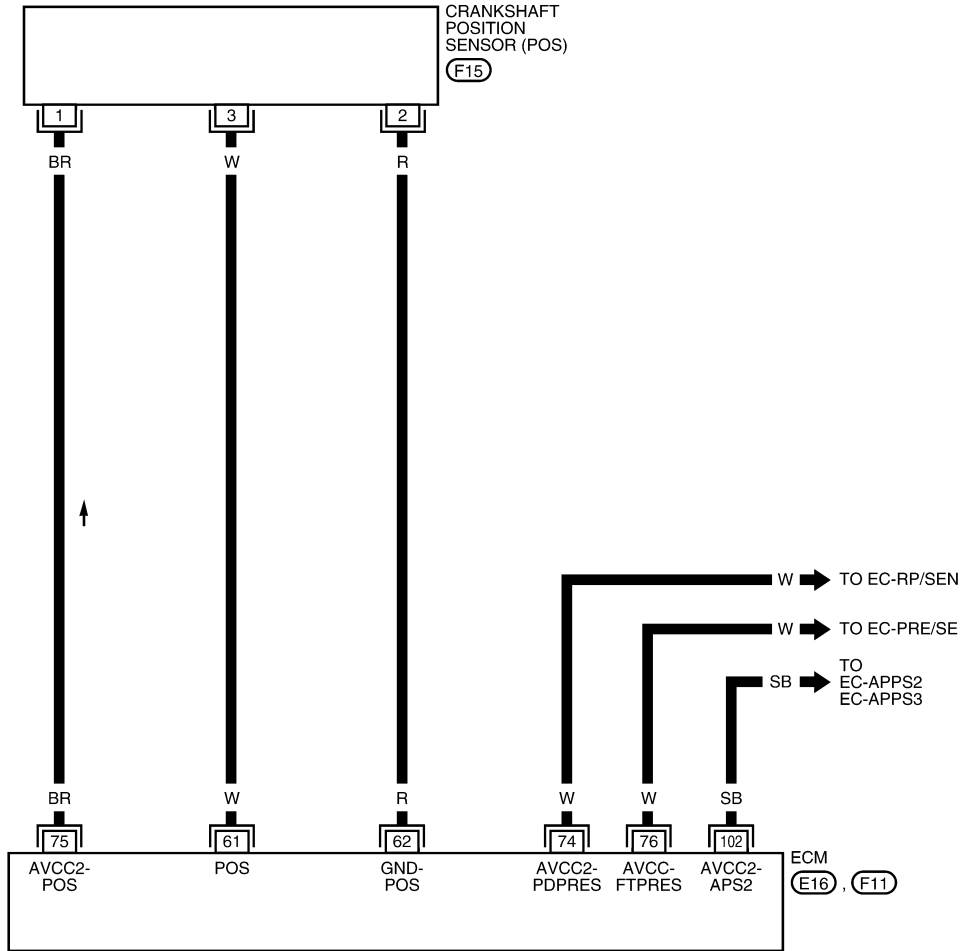 CRANKSHAFT
POSITION
SENSOR (POS)
F15
1 3 2
BR W R
W TO EC-RP/SEN
W TO EC-PRE/SE
SB TO
EC-APPS2
EC-APPS3
BR W R W W SB
75 61 62 74 76 102
AVCC2-
POS
POS
GND-
POS
AVCC2-
PDPRES
AVCC-
FTPRES
AVCC2-
APS2
ECM
E16 , F11